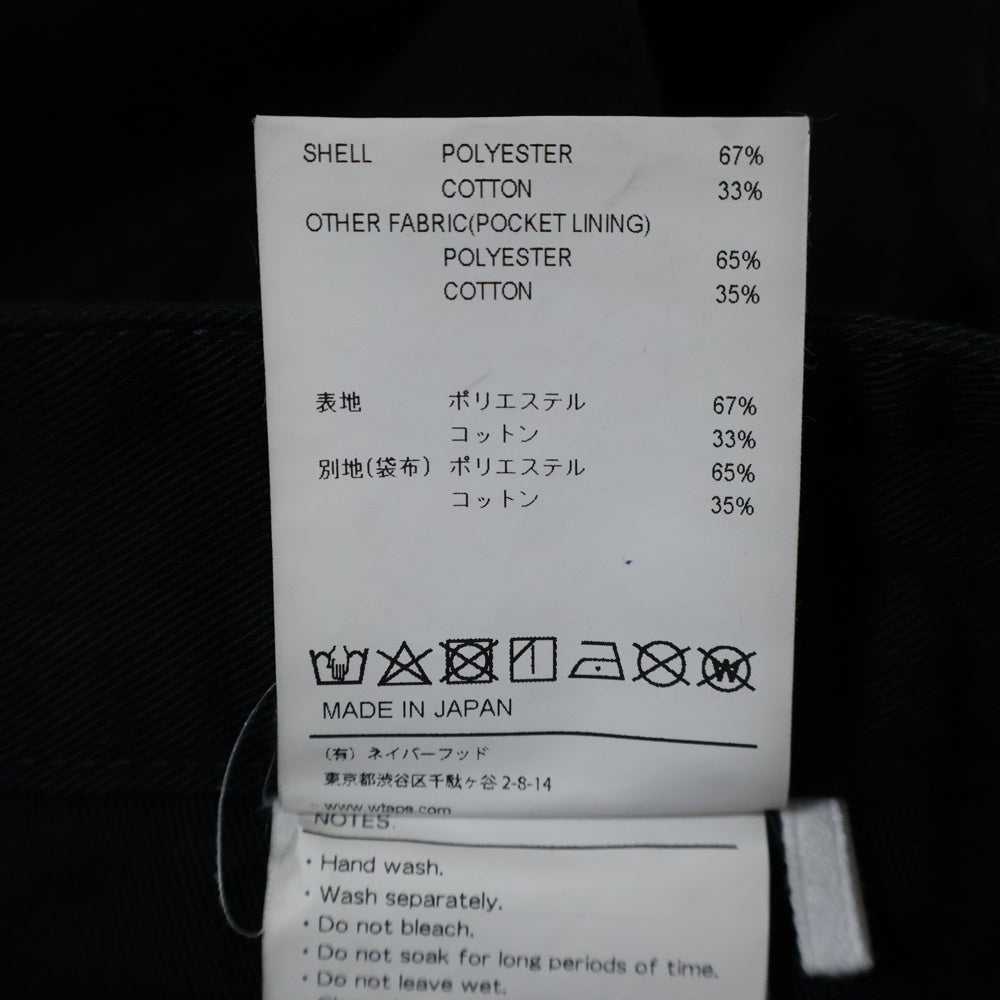 SHELL POLYESTER 67%
COTTON 33%
OTHER FABRIC(POCKET LINING)
POLYESTER 65%
COTTON 35%
表地 ポリエステル 67%
コットン 33%
別地(袋布) ポリエステル 65%
コットン 35%
W
MADE IN JAPAN
(有) ネイバーフッド
東京都渋谷区千駄ヶ谷 2-8-14
www.wtaps.com
NOTES.
・Hand wash.
・Wash separately.
・Do not bleach.
・Do not soak for long periods of time.
・Do not leave wet.